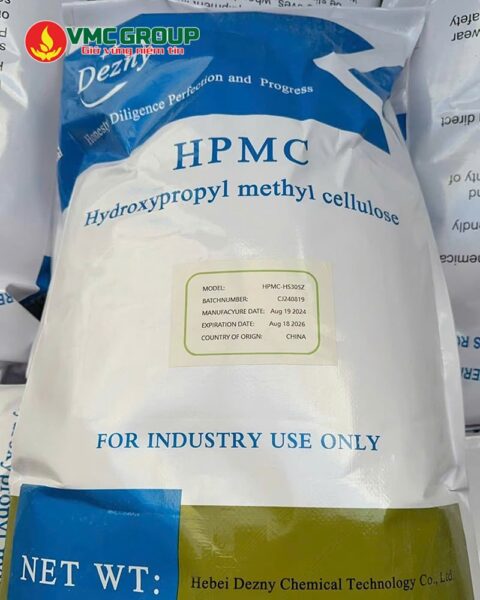 VMC GROUP
Giữ vững niềm tin
Dezny
Honesty Diligence Perfection and Progress
HPMC
Hydroxypropyl methyl cellulose
MODEL: HPMC-HS305Z
BATCHNUMBER: CJ240819
MANUFACYURE DATE: Aug 19 2024
EXPIRATION DATE: Aug 18 2026
COUNTRY OF ORIGN: CHINA
FOR INDUSTRY USE ONLY
NET WT:
Hebei Dezny Chemical Technology Co., Ltd
wear
direct